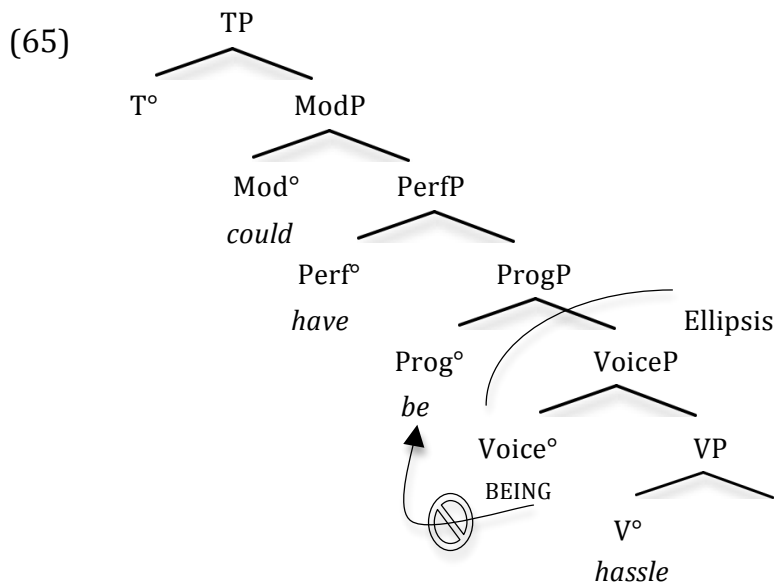 (65)
TP
T° ModP
Mod° PerfP
could
Perf° ProgP
have
Ellipsis
Prog° VoiceP
be
Voice° VP
BEING
V°
hassle